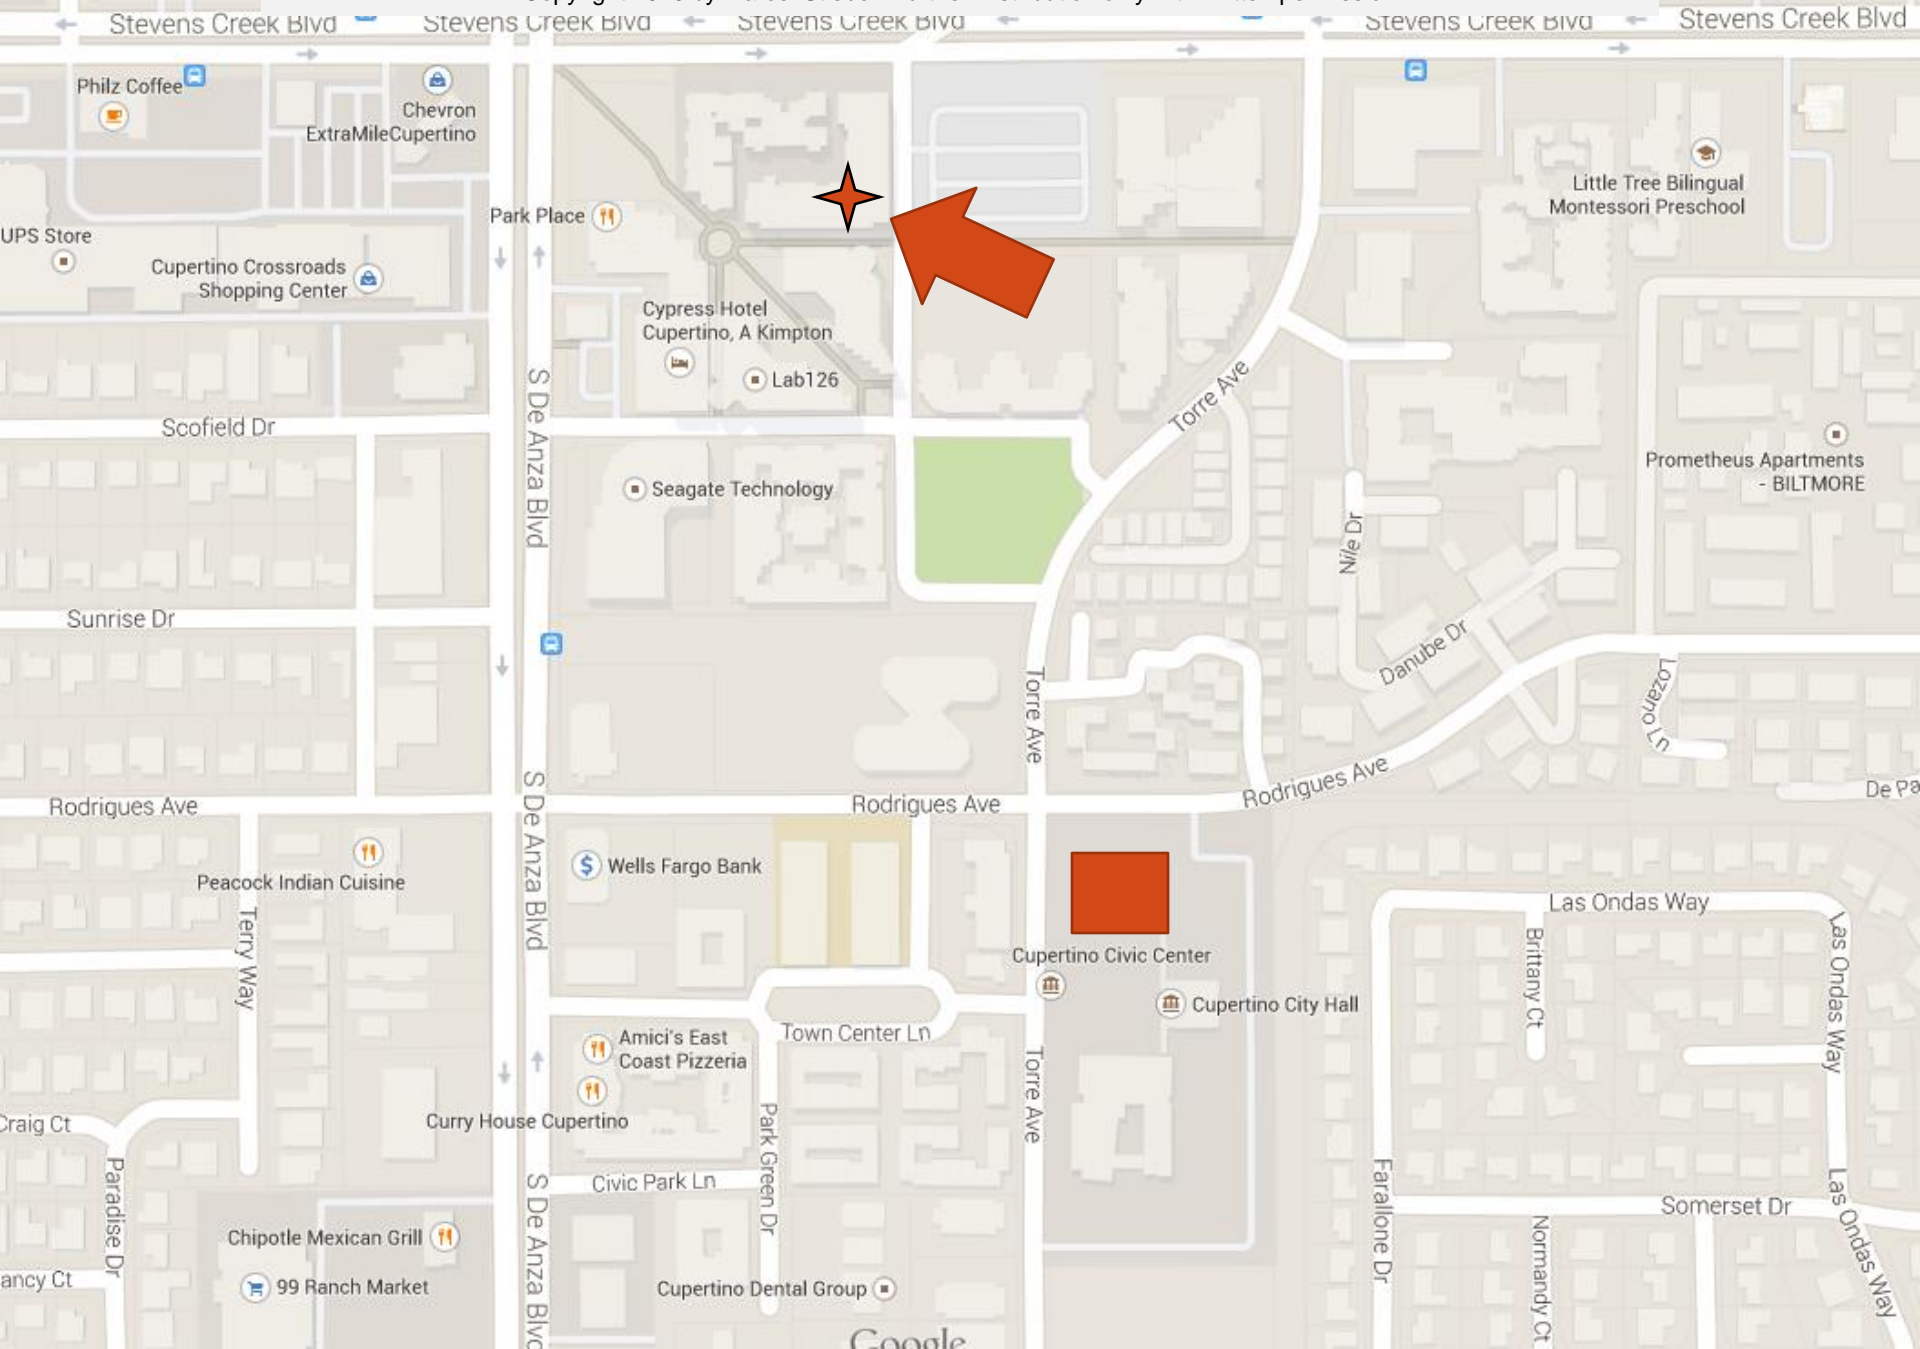 Stevens Creek Blvd
Stevens Creek Blvd
Stevens Creek Blvd
Stevens Creek Blvd
Stevens Creek Blvd
Philz Coffee
Chevron
ExtraMileCupertino
Little Tree Bilingual
Montessori Preschool
Park Place
UPS Store
Cupertino Crossroads
Shopping Center
Cypress Hotel
Cupertino, A Kimpton
Lab126
S De Anza Blvd
Torre Ave
Scofield Dr
Seagate Technology
Prometheus Apartments
- BILTMORE
Nile Dr
Sunrise Dr
Danube Dr
Torre Ave
Lozano Ln
Rodrigues Ave
Rodrigues Ave
Rodrigues Ave
De Pa
S De Anza Blvd
Wells Fargo Bank
Peacock Indian Cuisine
Terry Way
Las Ondas Way
Brittany Ct
Las Ondas Way
Cupertino Civic Center
Cupertino City Hall
Town Center Ln
Amici's East
Coast Pizzeria
Curry House Cupertino
Torre Ave
Craig Ct
Park Green Dr
Paradise Dr
Civic Park Ln
S De Anza Blvd
Farallone Dr
Somerset Dr
Normandy Ct
Las Ondas Way
Chipotle Mexican Grill
99 Ranch Market
ancy Ct
Cupertino Dental Group
Google